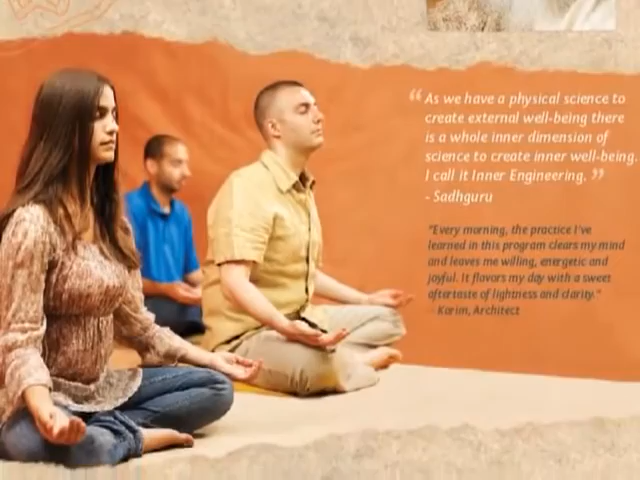 “ As we have a physical science to
create external well-being there
is a whole inner dimension of
science to create inner well-being.
I call it Inner Engineering. ”
- Sadhguru
"Every morning, the practice I've
learned in this program clears my mind
and leaves me willing, energetic and
joyful. It flavors my day with a sweet
aftertaste of lightness and clarity."
- Karim, Architect